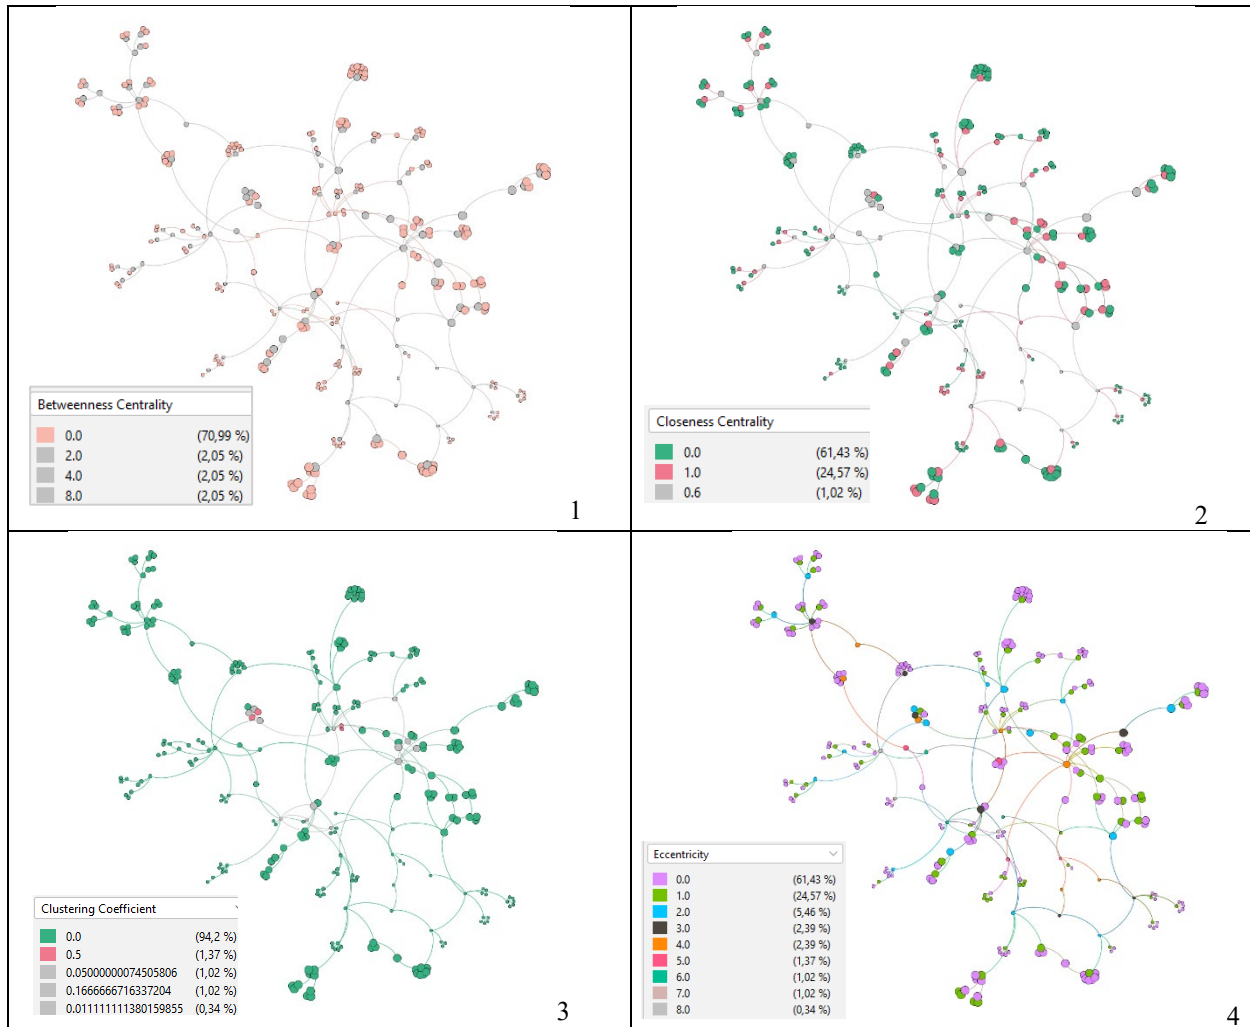 Betweenness Centrality
0.0 (70,99 %)
2.0 (2,05 %)
4.0 (2,05 %)
8.0 (2,05 %)
1
Closeness Centrality
0.0 (61,43 %)
1.0 (24,57 %)
0.6 (1,02 %)
2
Clustering Coefficient
0.0 (94,2 %)
0.5 (1,37 %)
0.05000000074505806 (1,02 %)
0.1666666716337204 (1,02 %)
0.011111111380159855 (0,34 %)
3
Eccentricity
0.0 (61,43 %)
1.0 (24,57 %)
2.0 (5,46 %)
3.0 (2,39 %)
4.0 (2,39 %)
5.0 (1,37 %)
6.0 (1,02 %)
7.0 (1,02 %)
8.0 (0,34 %)
4